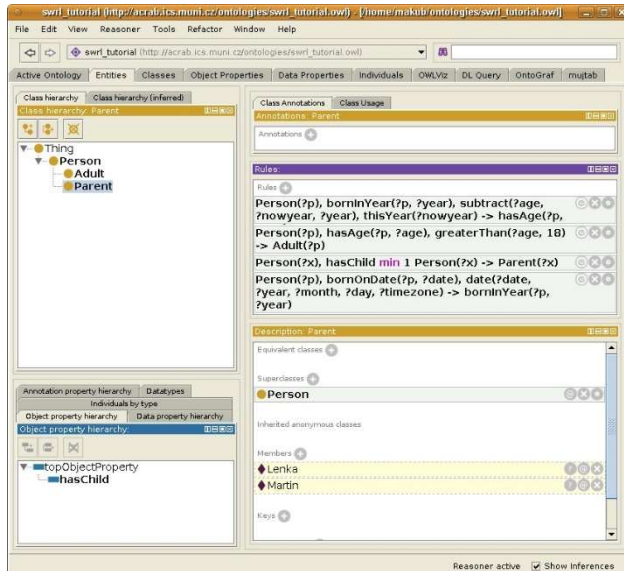 swrl_tutorial (http://acrab.ics.muni.cz/ontologies/swrl_tutorial.owl) - [/home/makub/ontologies/swrl_tutorial.owl]
File Edit View Reasoner Tools Refactor Window Help
swrl_tutorial (http://acrab.ics.muni.cz/ontologies/swrl_tutorial.owl)
Active Ontology Entities Classes Object Properties Data Properties Individuals OWLViz DL Query OntoGraf mujtab
Class hierarchy Class hierarchy (inferred)
Class hierarchy: Parent
Thing
Person
Adult
Parent
Annotation property hierarchy Datatypes
Individuals by type
Object property hierarchy Data property hierarchy
Object property hierarchy:
topObjectProperty
hasChild
Class Annotations Class Usage
Annotations: Parent
Annotations
Rules:
Rules
Person(?p), bornInYear(?p, ?year), subtract(?age,
?nowyear, ?year), thisYear(?nowyear) -> hasAge(?p,
Person(?p), hasAge(?p, ?age), greaterThan(?age, 18)
-> Adult(?p)
Person(?x), hasChild min 1 Person(?x) -> Parent(?x)
Person(?p), bornOnDate(?p, ?date), date(?date,
?year, ?month, ?day, ?timezone) -> bornInYear(?p,
?year)
Description: Parent
Equivalent classes
Superclasses
Person
Inherited anonymous classes
Members
Lenka
Martin
Keys
Reasoner active Show Inferences